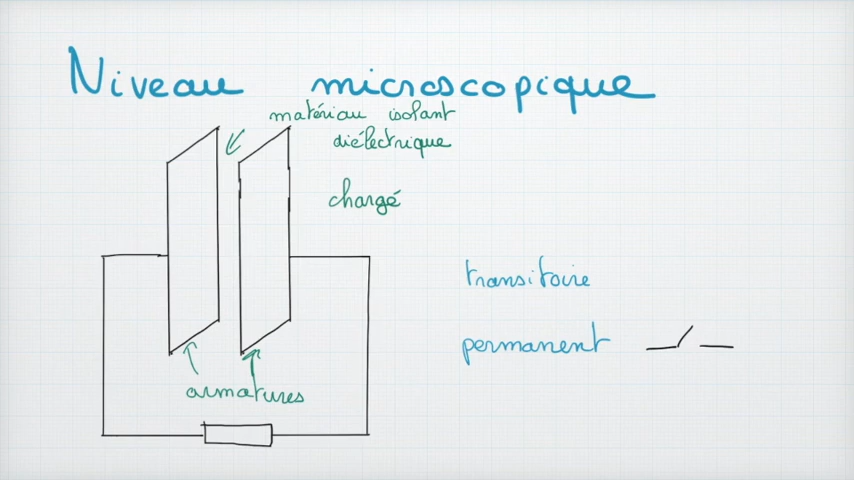 Niveau microscopique
matériau isolant
diélectrique
chargé
transitoire
permanent
armatures